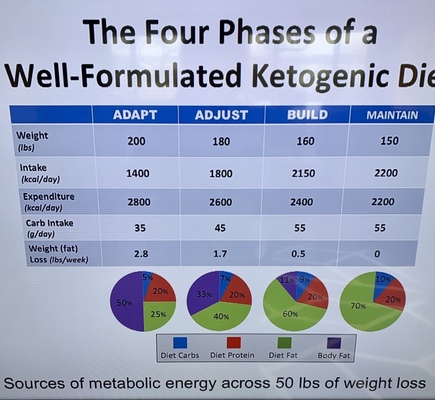 The Four Phases of a
Well-Formulated Ketogenic Die
ADAPT ADJUST BUILD MAINTAIN
Weight (lbs) 200 180 160 150
Intake (kcal/day) 1400 1800 2150 2200
Expenditure (kcal/day) 2800 2600 2400 2200
Carb Intake (g/day) 35 45 55 55
Weight (fat) Loss (lbs/week) 2.8 1.7 0.5 0
5% 20% 25% 50%
7% 20% 40% 33%
9% 20% 60% 11%
10% 20% 70%
Diet Carbs Diet Protein Diet Fat Body Fat
Sources of metabolic energy across 50 lbs of weight loss